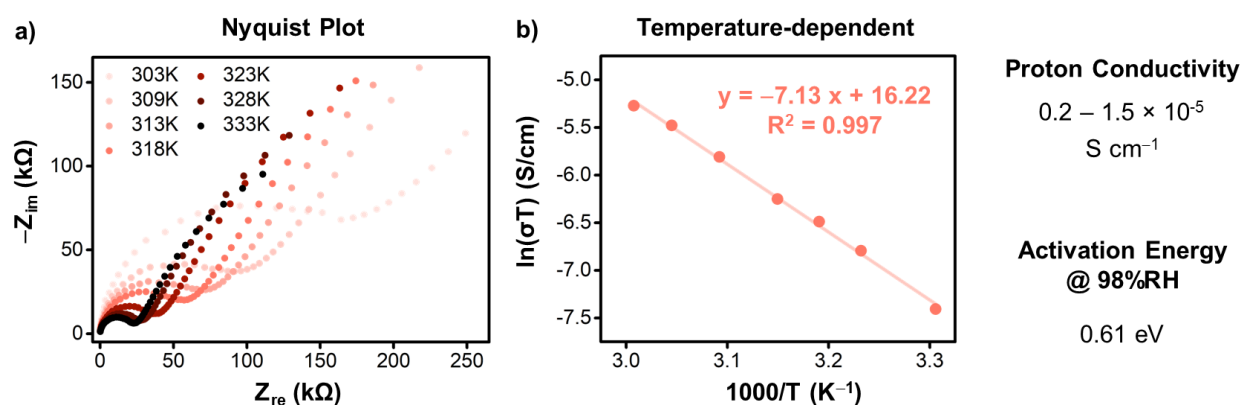 a)
Nyquist Plot
150
100
50
0
−Z_im (kΩ)
303K
309K
313K
318K
323K
328K
333K
0 50 100 150 200 250
Z_re (kΩ)
b)
Temperature-dependent
-5.0
-5.5
-6.0
-6.5
-7.0
-7.5
ln(σT) (S/cm)
y = −7.13 x + 16.22
R² = 0.997
3.0 3.1 3.2 3.3
1000/T (K⁻¹)
Proton Conductivity
0.2 – 1.5 × 10⁻⁵
S cm⁻¹
Activation Energy
@ 98%RH
0.61 eV